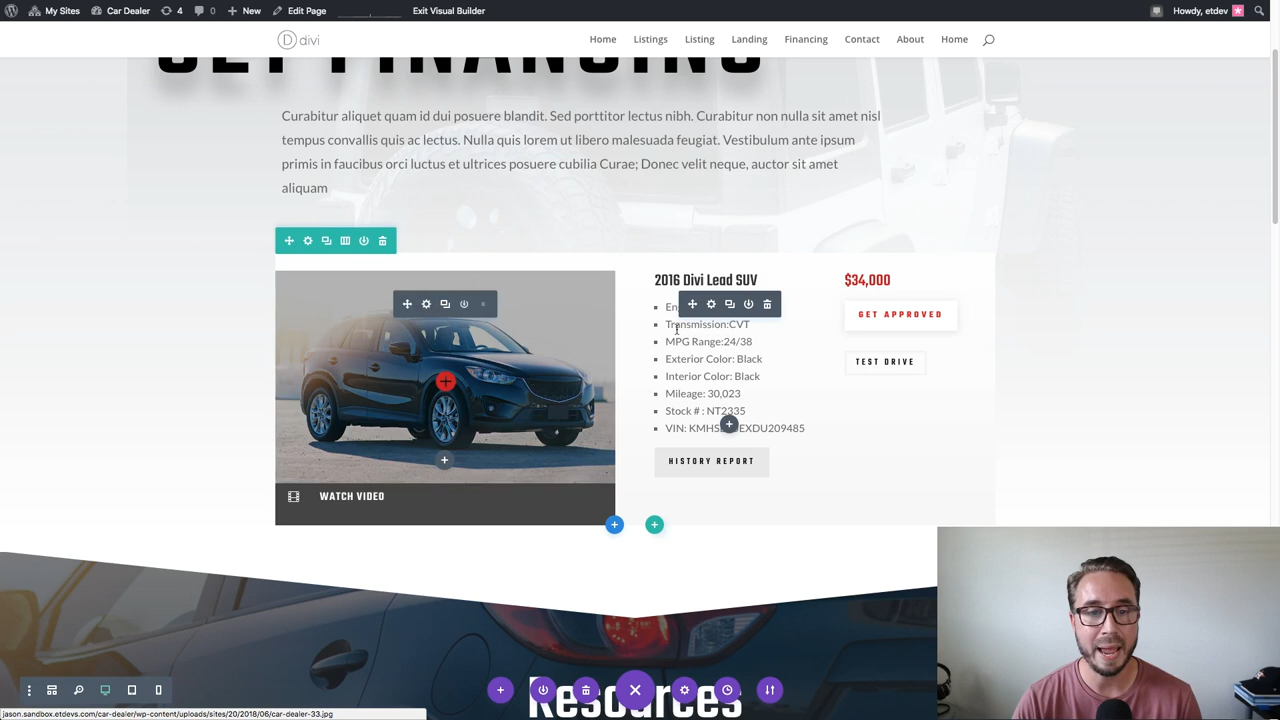 My Sites
Car Dealer
4
0
New
Edit Page
Exit Visual Builder
Howdy, etdev
D divi
Home
Listings
Listing
Landing
Financing
Contact
About
Home
GET FINANCING
Curabitur aliquet quam id dui posuere blandit. Sed porttitor lectus nibh. Curabitur non nulla sit amet nisl
tempus convallis quis ac lectus. Nulla quis lorem ut libero malesuada feugiat. Vestibulum ante ipsum
primis in faucibus orci luctus et ultrices posuere cubilia Curae; Donec velit neque, auctor sit amet
aliquam
2016 Divi Lead SUV
$34,000
En
GET APPROVED
Transmission:CVT
MPG Range:24/38
Exterior Color: Black
TEST DRIVE
Interior Color: Black
Mileage: 30,023
Stock # : NT2335
VIN: EXDU209485
HISTORY REPORT
WATCH VIDEO
Resources
jason.sandbox.etdevs.com/car-dealer/wp-content/uploads/sites/20/2018/06/car-dealer-33.jpg